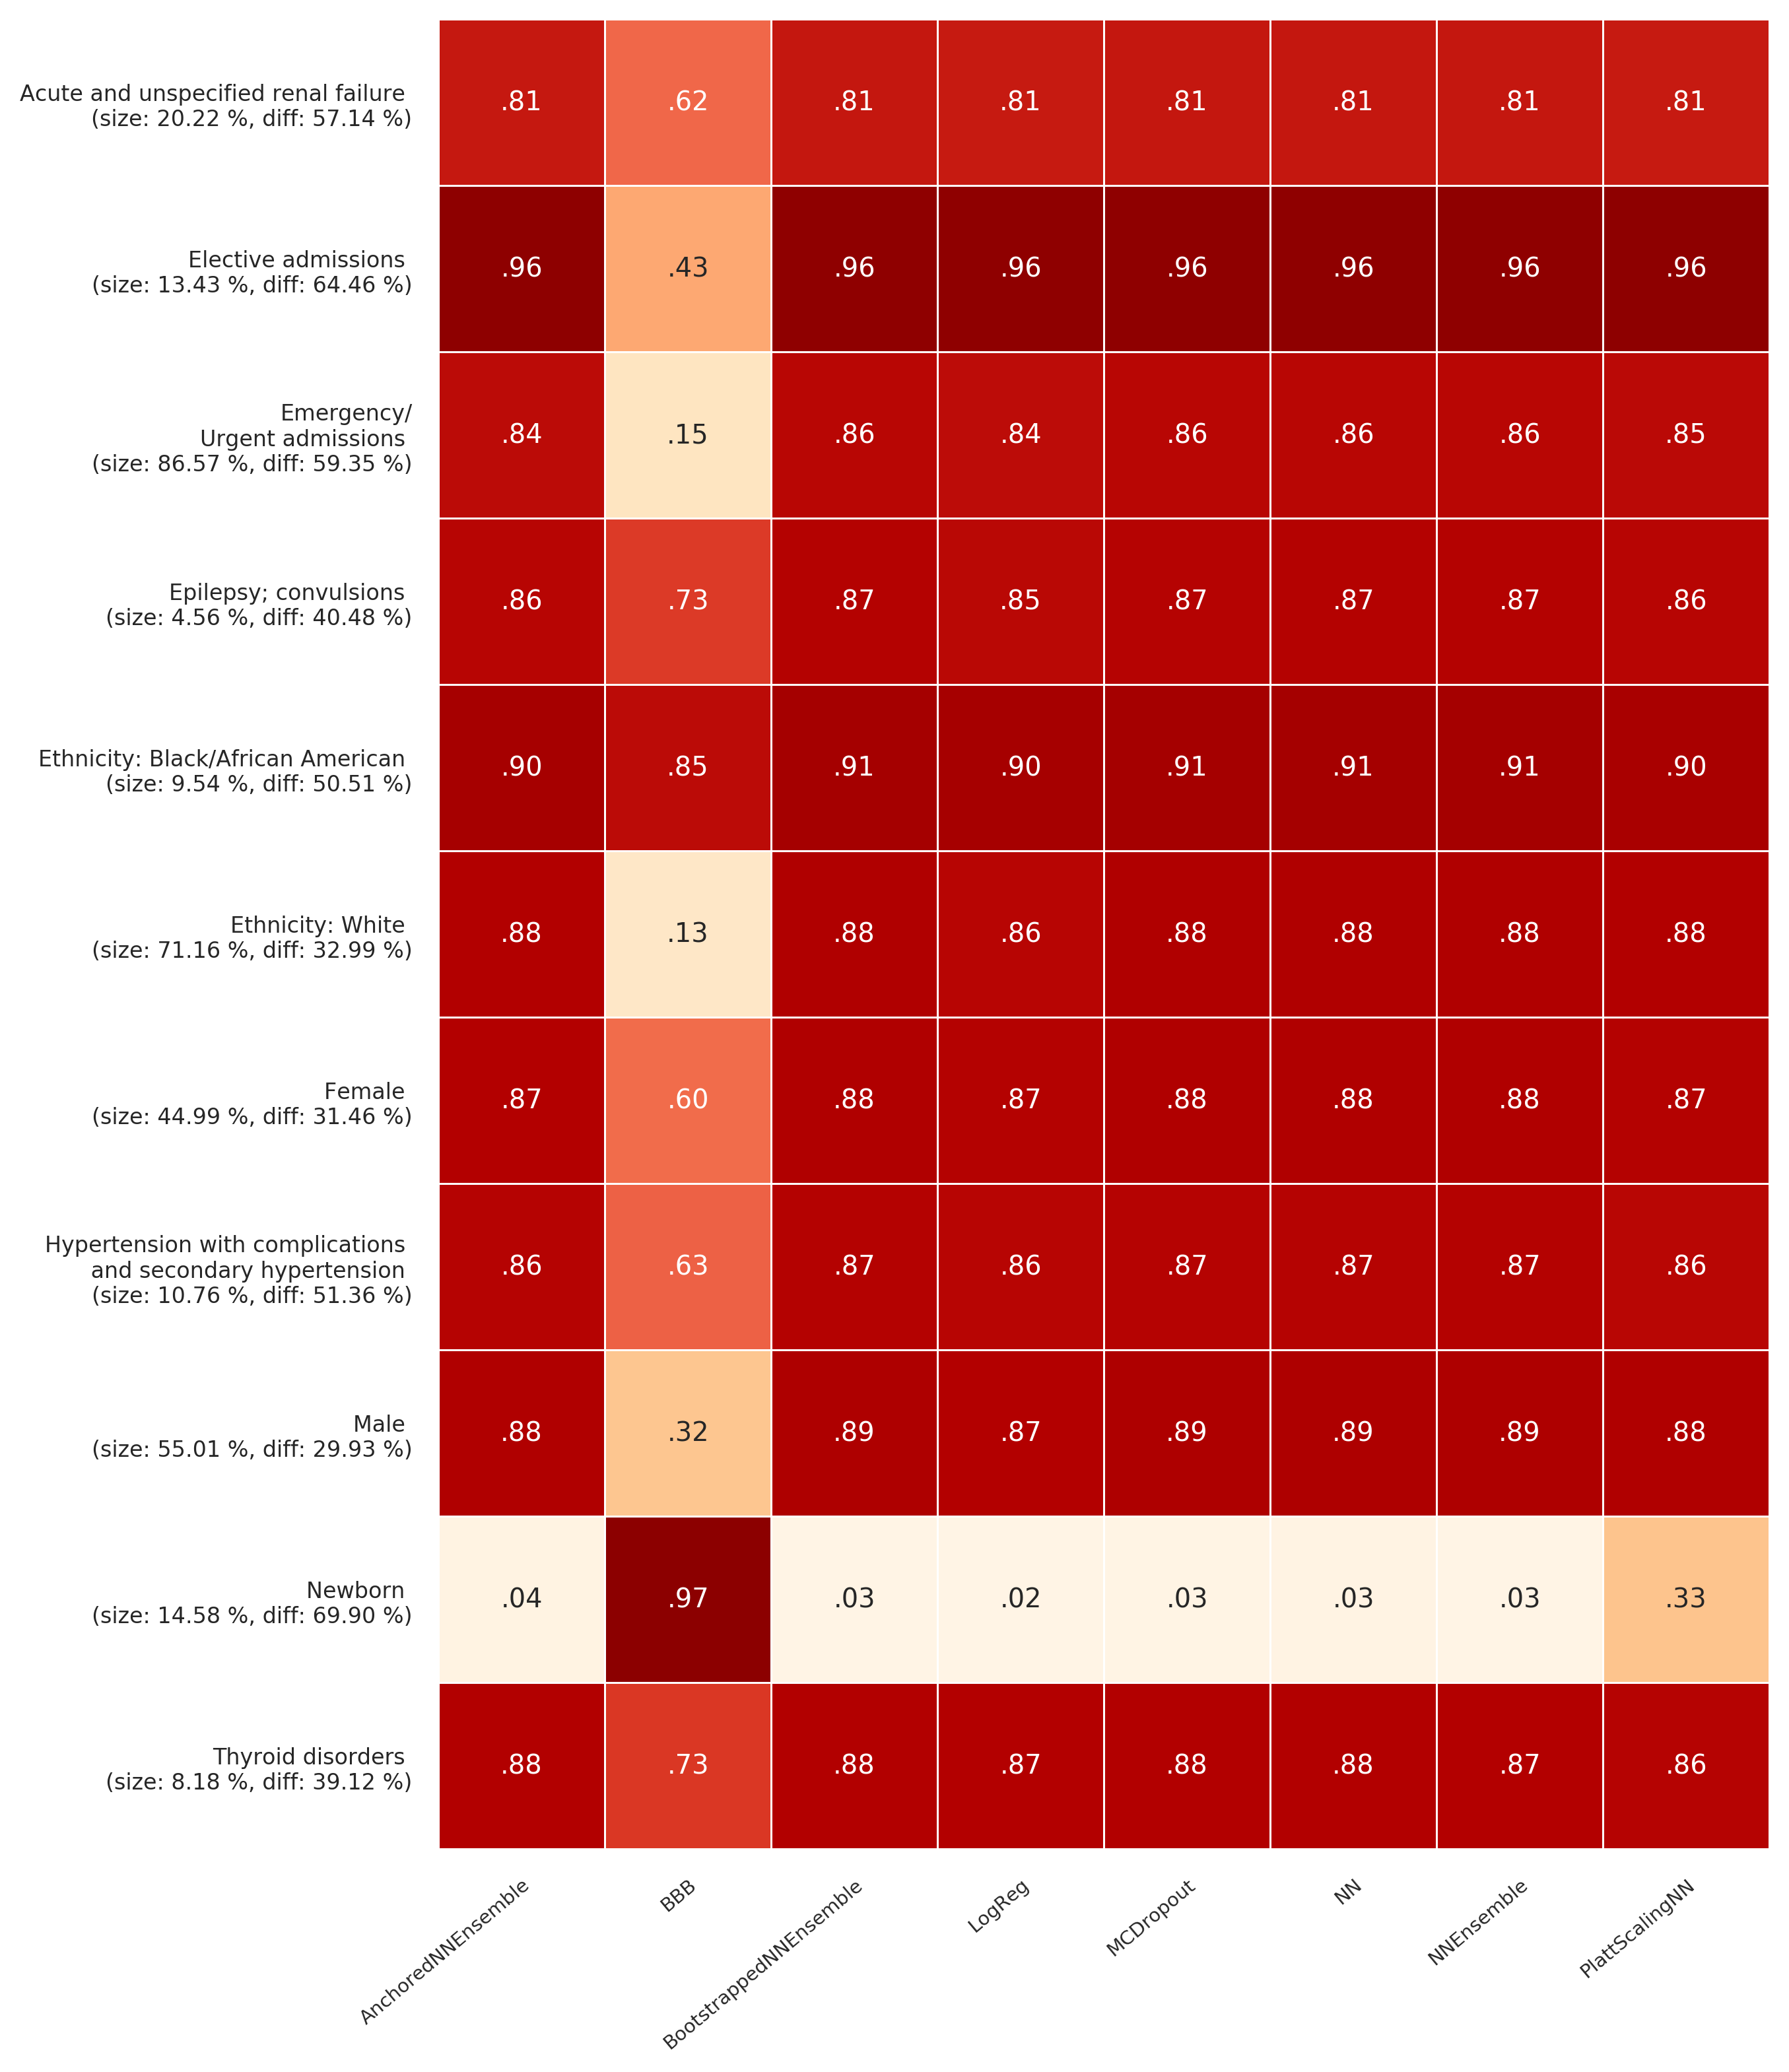 Acute and unspecified renal failure
(size: 20.22 %, diff: 57.14 %)
.81 .62 .81 .81 .81 .81 .81 .81
Elective admissions
(size: 13.43 %, diff: 64.46 %)
.96 .43 .96 .96 .96 .96 .96 .96
Emergency/
Urgent admissions
(size: 86.57 %, diff: 59.35 %)
.84 .15 .86 .84 .86 .86 .86 .85
Epilepsy; convulsions
(size: 4.56 %, diff: 40.48 %)
.86 .73 .87 .85 .87 .87 .87 .86
Ethnicity: Black/African American
(size: 9.54 %, diff: 50.51 %)
.90 .85 .91 .90 .91 .91 .91 .90
Ethnicity: White
(size: 71.16 %, diff: 32.99 %)
.88 .13 .88 .86 .88 .88 .88 .88
Female
(size: 44.99 %, diff: 31.46 %)
.87 .60 .88 .87 .88 .88 .88 .87
Hypertension with complications
and secondary hypertension
(size: 10.76 %, diff: 51.36 %)
.86 .63 .87 .86 .87 .87 .87 .86
Male
(size: 55.01 %, diff: 29.93 %)
.88 .32 .89 .87 .89 .89 .89 .88
Newborn
(size: 14.58 %, diff: 69.90 %)
.04 .97 .03 .02 .03 .03 .03 .33
Thyroid disorders
(size: 8.18 %, diff: 39.12 %)
.88 .73 .88 .87 .88 .88 .87 .86
AnchoredNNEnsemble
BBB
BootstrappedNNEnsemble
LogReg
MCDropout
NN
NNEnsemble
PlattScalingNN